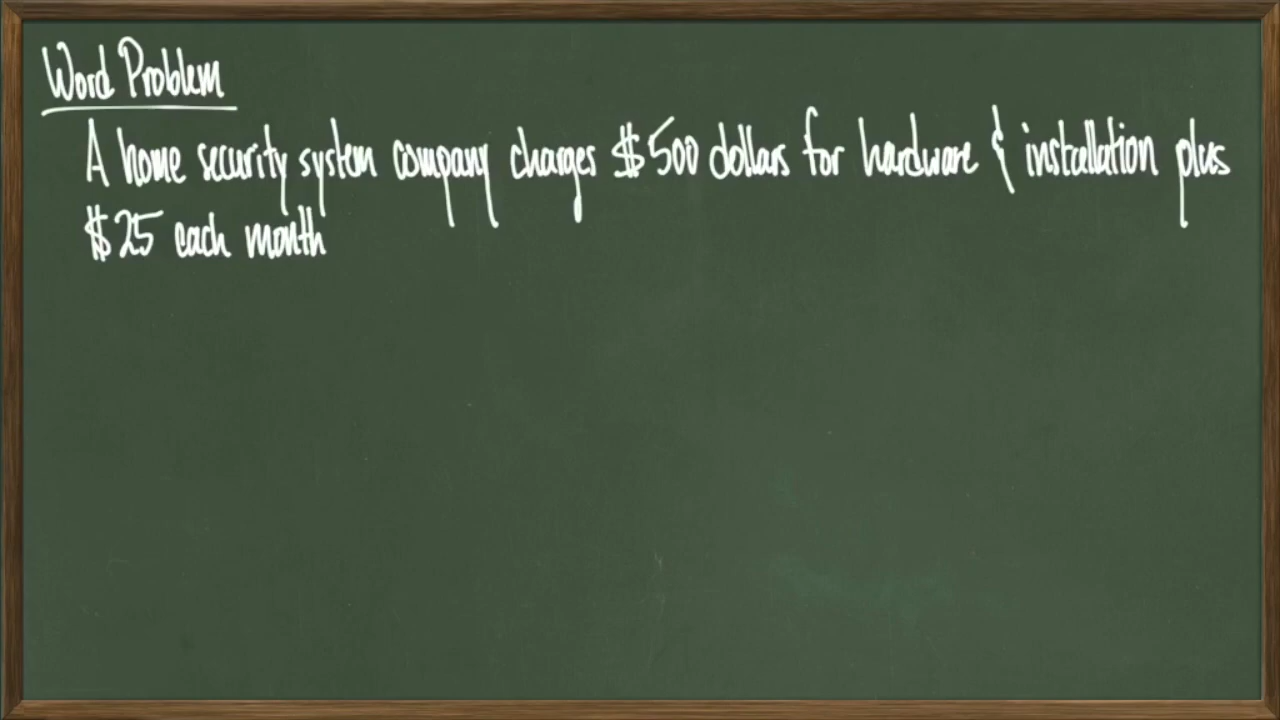 Word Problem
A home security system company charges $500 dollars for hardware & installation plus
$25 each month